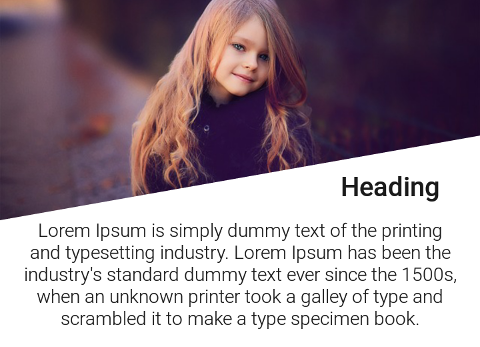 Heading
Lorem Ipsum is simply dummy text of the printing
and typesetting industry. Lorem Ipsum has been the
industry's standard dummy text ever since the 1500s,
when an unknown printer took a galley of type and
scrambled it to make a type specimen book.